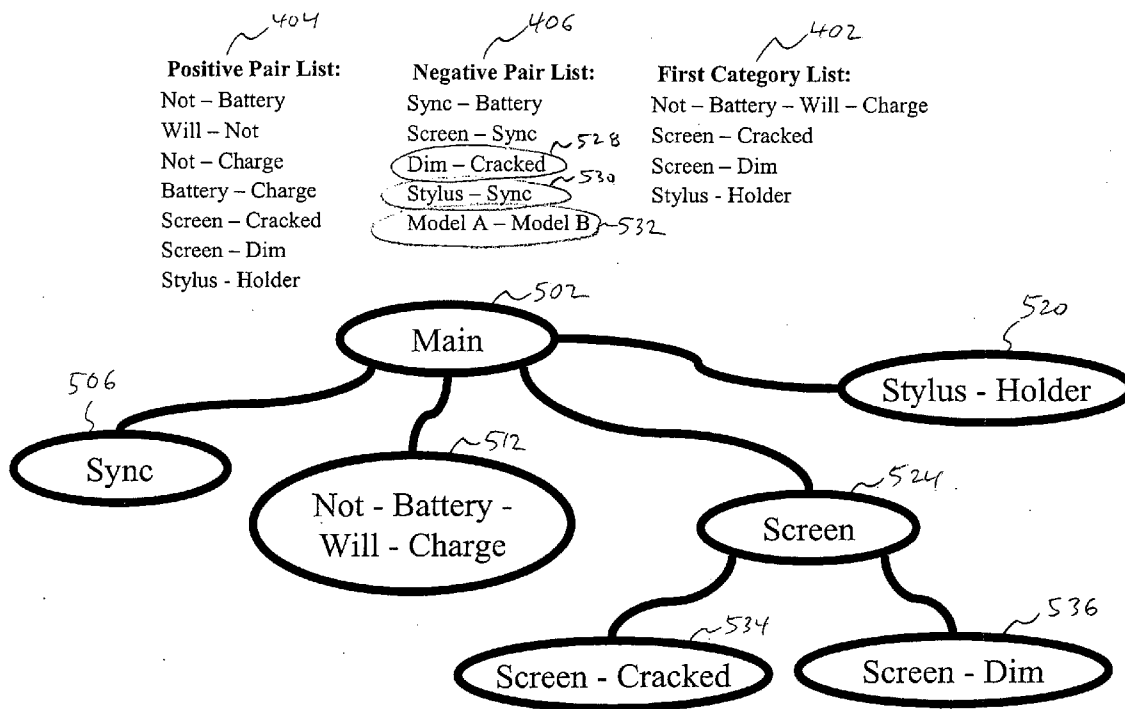 404
406
402
Positive Pair List:
Not – Battery
Will – Not
Not – Charge
Battery – Charge
Screen – Cracked
Screen – Dim
Stylus - Holder
Negative Pair List:
Sync – Battery
Screen – Sync
Dim – Cracked
528
Stylus – Sync
530
Model A – Model B
532
First Category List:
Not – Battery – Will – Charge
Screen – Cracked
Screen – Dim
Stylus - Holder
502
Main
520
Stylus - Holder
506
Sync
512
Not - Battery -
Will - Charge
524
Screen
534
Screen - Cracked
536
Screen - Dim